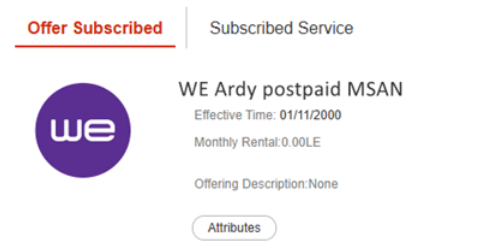 Offer Subscribed Subscribed Service
we
WE Ardy postpaid MSAN
Effective Time: 01/11/2000
Monthly Rental:0.00LE
Offering Description:None
Attributes